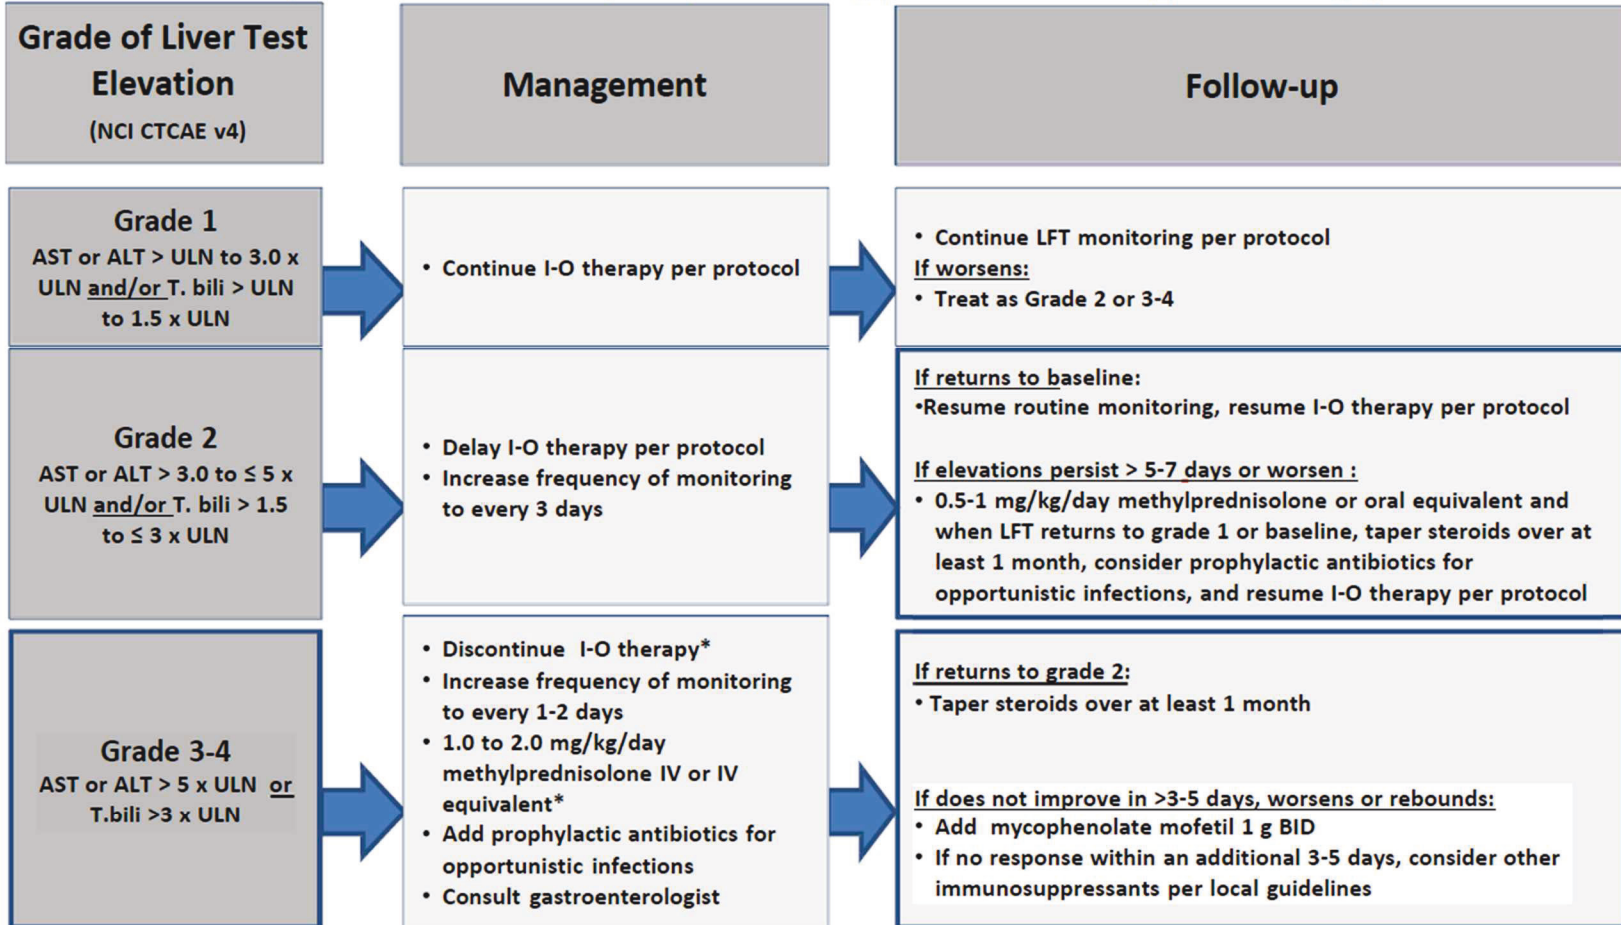 Grade of Liver Test
Elevation
(NCI CTCAE v4)
Management
Follow-up
Grade 1
AST or ALT > ULN to 3.0 x
ULN and/or T. bili > ULN
to 1.5 x ULN
• Continue I-O therapy per protocol
• Continue LFT monitoring per protocol
If worsens:
• Treat as Grade 2 or 3-4
Grade 2
AST or ALT > 3.0 to ≤ 5 x
ULN and/or T. bili > 1.5
to ≤ 3 x ULN
• Delay I-O therapy per protocol
• Increase frequency of monitoring
to every 3 days
If returns to baseline:
•Resume routine monitoring, resume I-O therapy per protocol
If elevations persist > 5-7 days or worsen :
• 0.5-1 mg/kg/day methylprednisolone or oral equivalent and
when LFT returns to grade 1 or baseline, taper steroids over at
least 1 month, consider prophylactic antibiotics for
opportunistic infections, and resume I-O therapy per protocol
Grade 3-4
AST or ALT > 5 x ULN or
T.bili >3 x ULN
• Discontinue I-O therapy*
• Increase frequency of monitoring
to every 1-2 days
• 1.0 to 2.0 mg/kg/day
methylprednisolone IV or IV
equivalent*
• Add prophylactic antibiotics for
opportunistic infections
• Consult gastroenterologist
If returns to grade 2:
• Taper steroids over at least 1 month
If does not improve in >3-5 days, worsens or rebounds:
• Add mycophenolate mofetil 1 g BID
• If no response within an additional 3-5 days, consider other
immunosuppressants per local guidelines